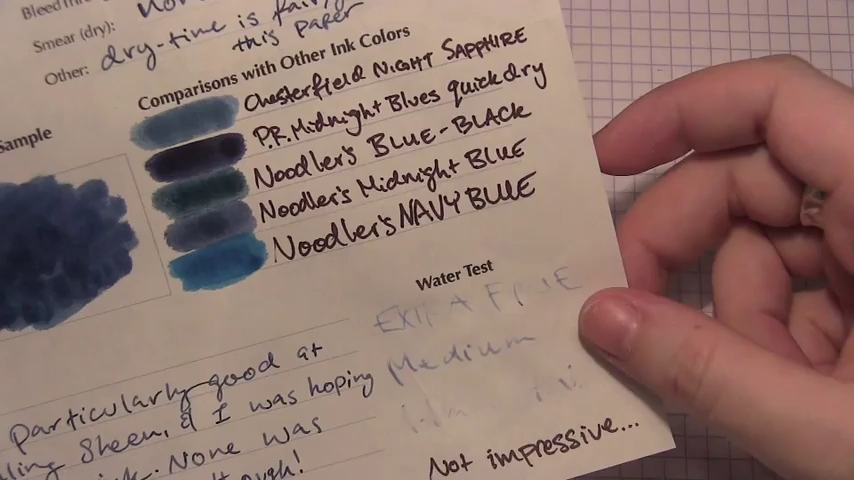 Smear (dry):
Other: dry-time is
this paper
Comparisons with Other Ink Colors
Chesterfield NIGHT SAPPHIRE
P.R. Midnight Blues quick dry
Noodler's BLUE-BLACK
Noodler's Midnight BLUE
Noodler's NAVY BLUE
Sample
Water Test
Medium
Particularly good at
Sheen, & I was hoping
None was
Not impressive...